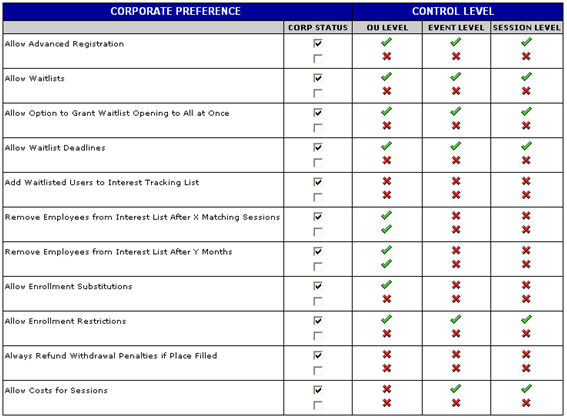 CORPORATE PREFERENCE CONTROL LEVEL
CORP STATUS OU LEVEL EVENT LEVEL SESSION LEVEL
Allow Advanced Registration
Allow Waitlists
Allow Option to Grant Waitlist Opening to All at Once
Allow Waitlist Deadlines
Add Waitlisted Users to Interest Tracking List
Remove Employees from Interest List After X Matching Sessions
Remove Employees from Interest List After Y Months
Allow Enrollment Substitutions
Allow Enrollment Restrictions
Always Refund Withdrawal Penalties if Place Filled
Allow Costs for Sessions